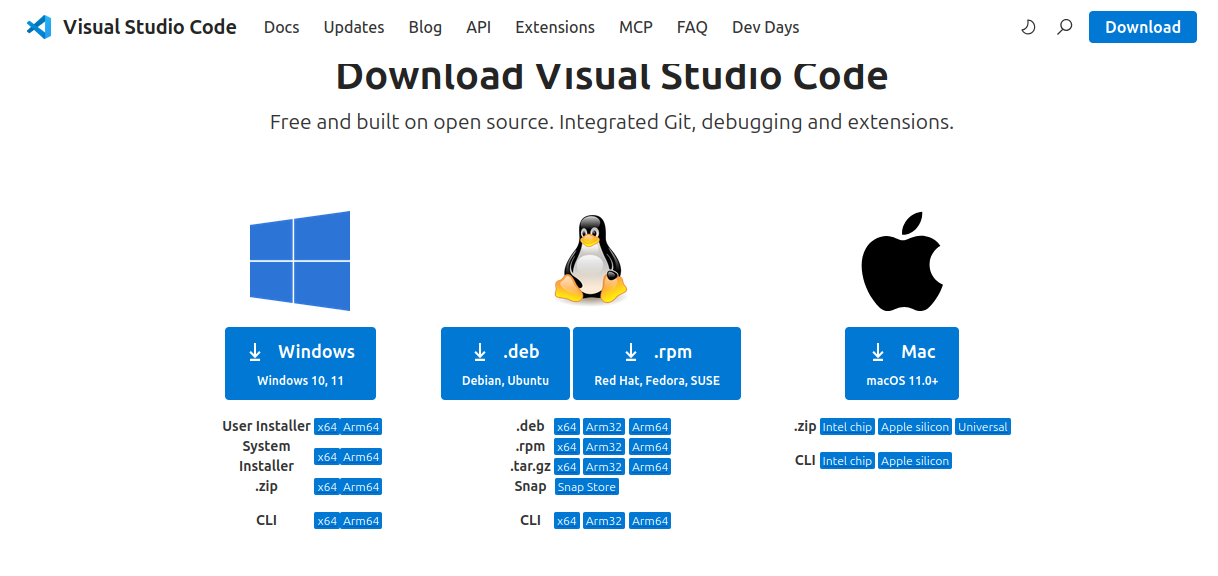 Visual Studio Code Docs Updates Blog API Extensions MCP FAQ Dev Days Download
Download Visual Studio Code
Free and built on open source. Integrated Git, debugging and extensions.
Windows
Windows 10, 11
User Installer x64 Arm64
System Installer x64 Arm64
.zip x64 Arm64
CLI x64 Arm64
.deb
Debian, Ubuntu
.rpm
Red Hat, Fedora, SUSE
.deb x64 Arm32 Arm64
.rpm x64 Arm32 Arm64
.tar.gz x64 Arm32 Arm64
Snap Snap Store
CLI x64 Arm32 Arm64
Mac
macOS 11.0+
.zip Intel chip Apple silicon Universal
CLI Intel chip Apple silicon